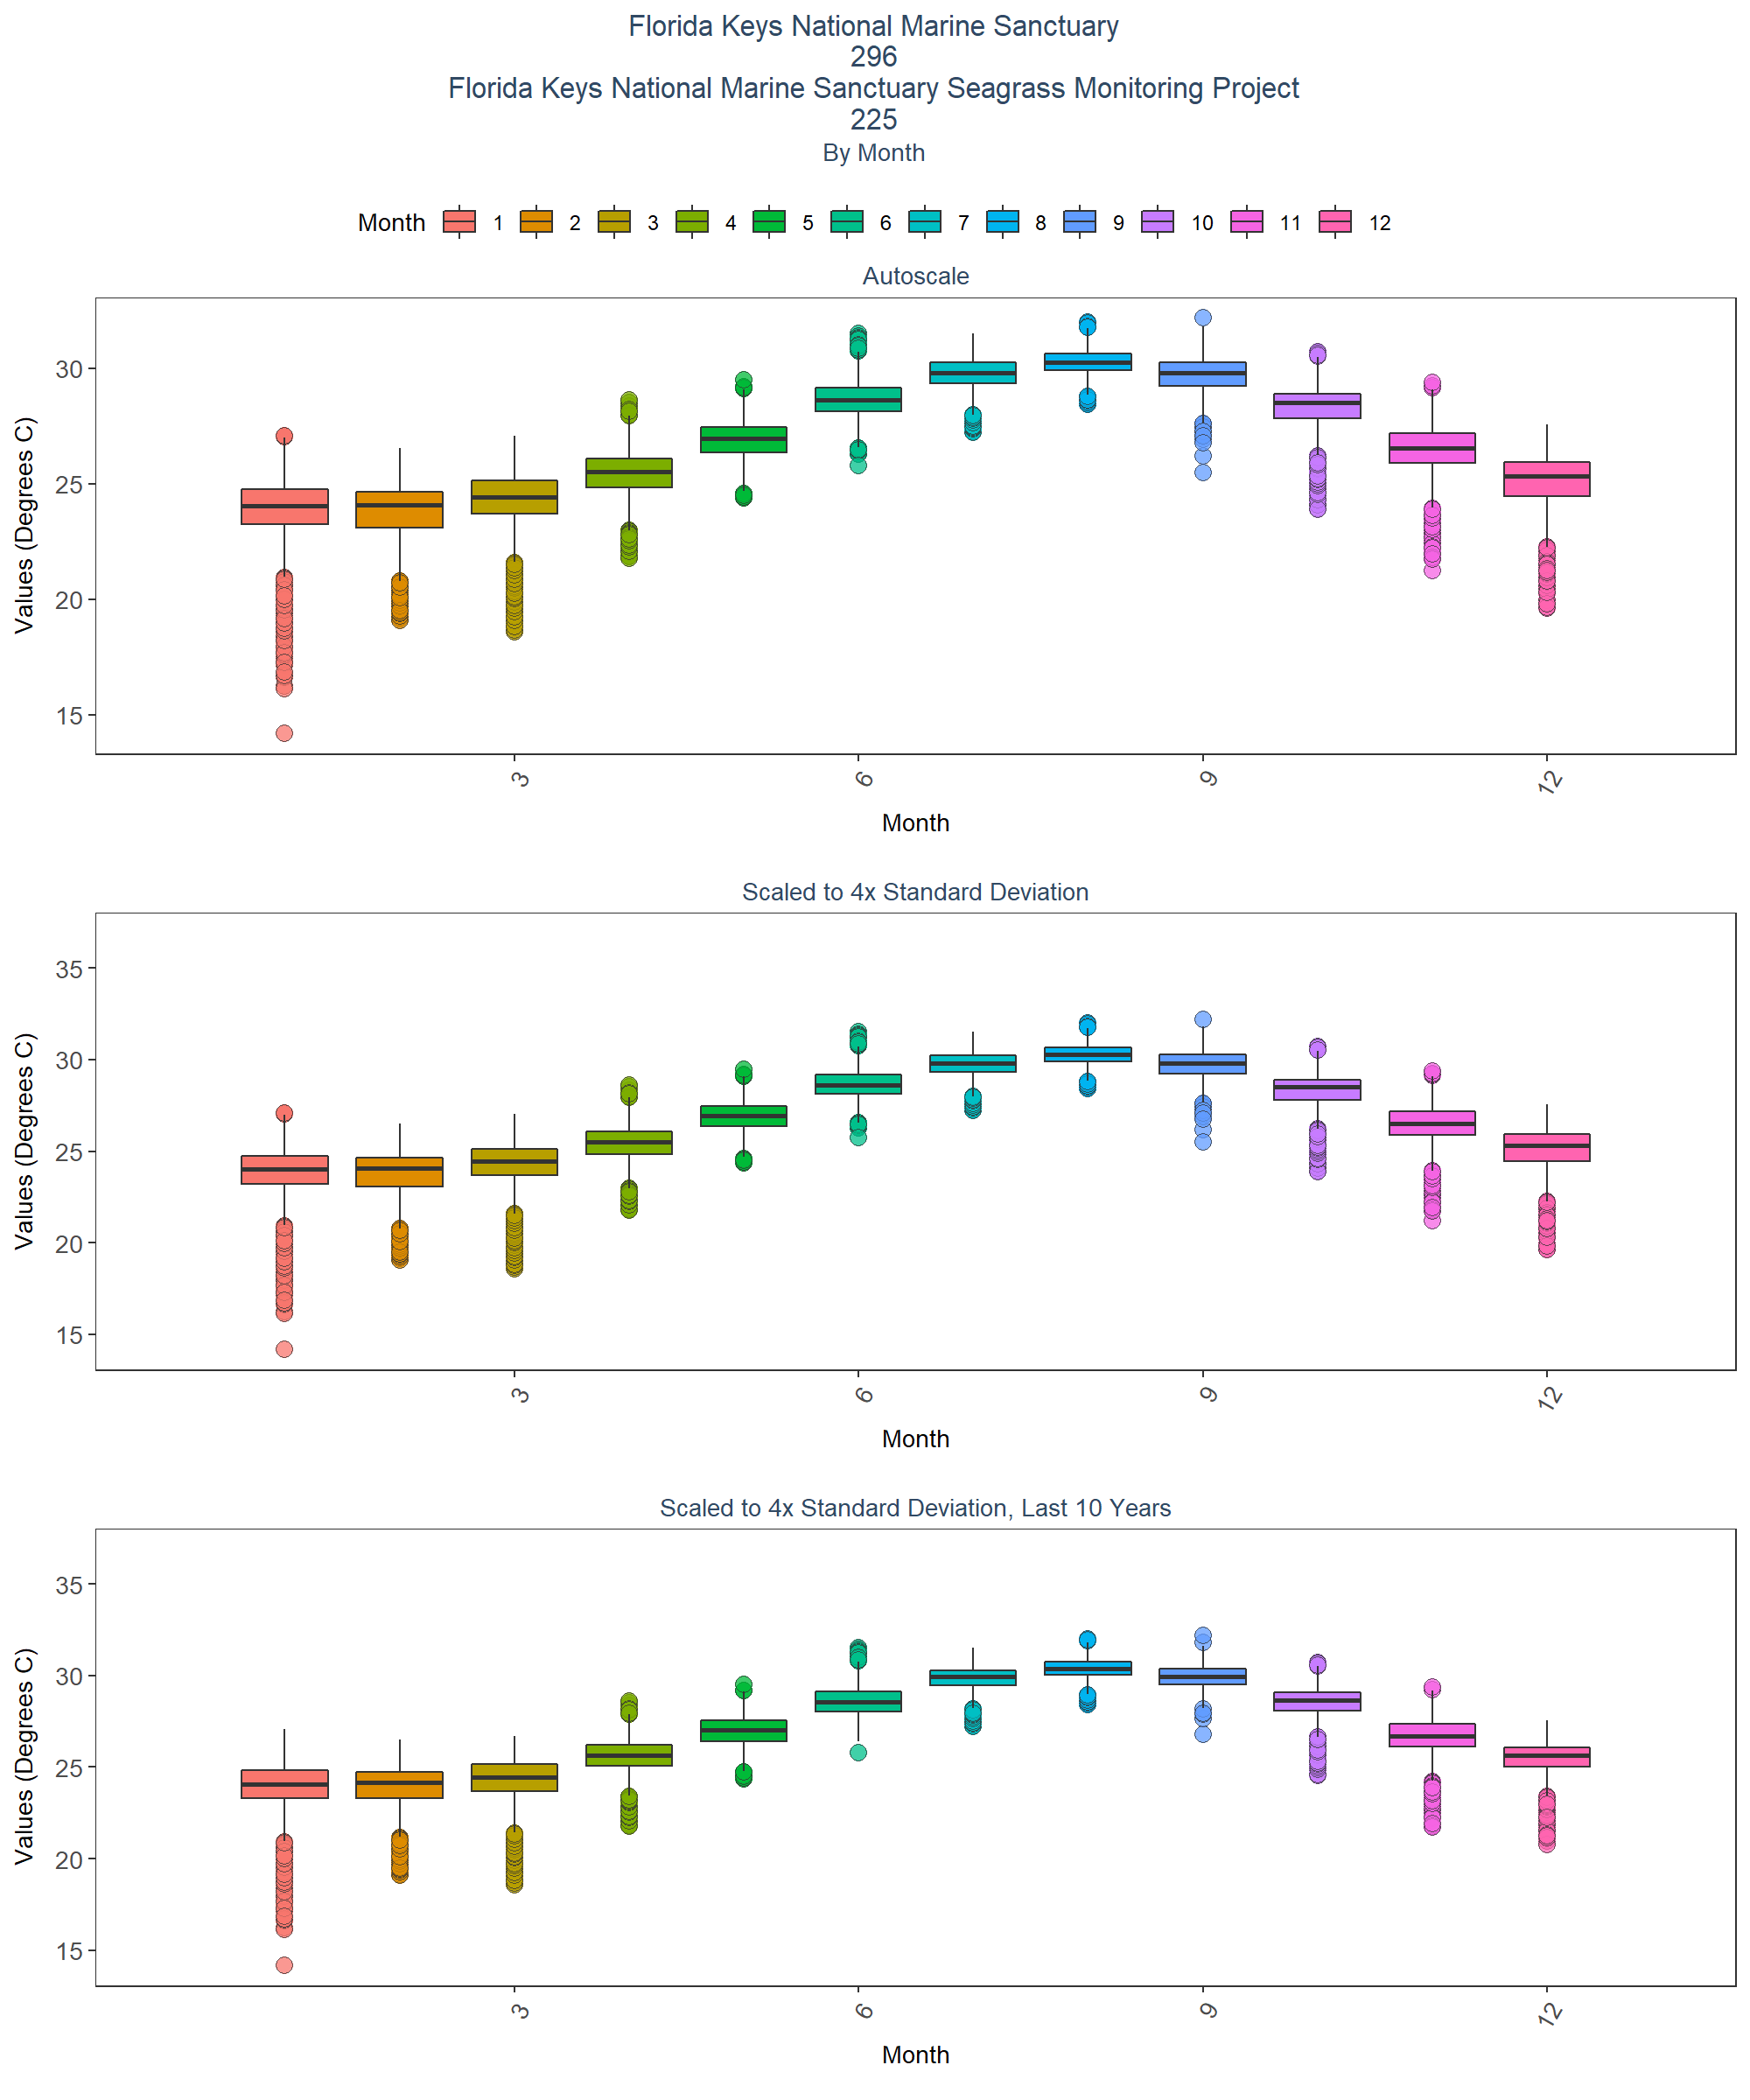 Florida Keys National Marine Sanctuary
296
Florida Keys National Marine Sanctuary Seagrass Monitoring Project
225
By Month
Month 1 2 3 4 5 6 7 8 9 10 11 12
Autoscale
Values (Degrees C)
30
25
20
15
3 6 9 12
Month
Scaled to 4x Standard Deviation
Values (Degrees C)
35
30
25
20
15
3 6 9 12
Month
Scaled to 4x Standard Deviation, Last 10 Years
Values (Degrees C)
35
30
25
20
15
3 6 9 12
Month